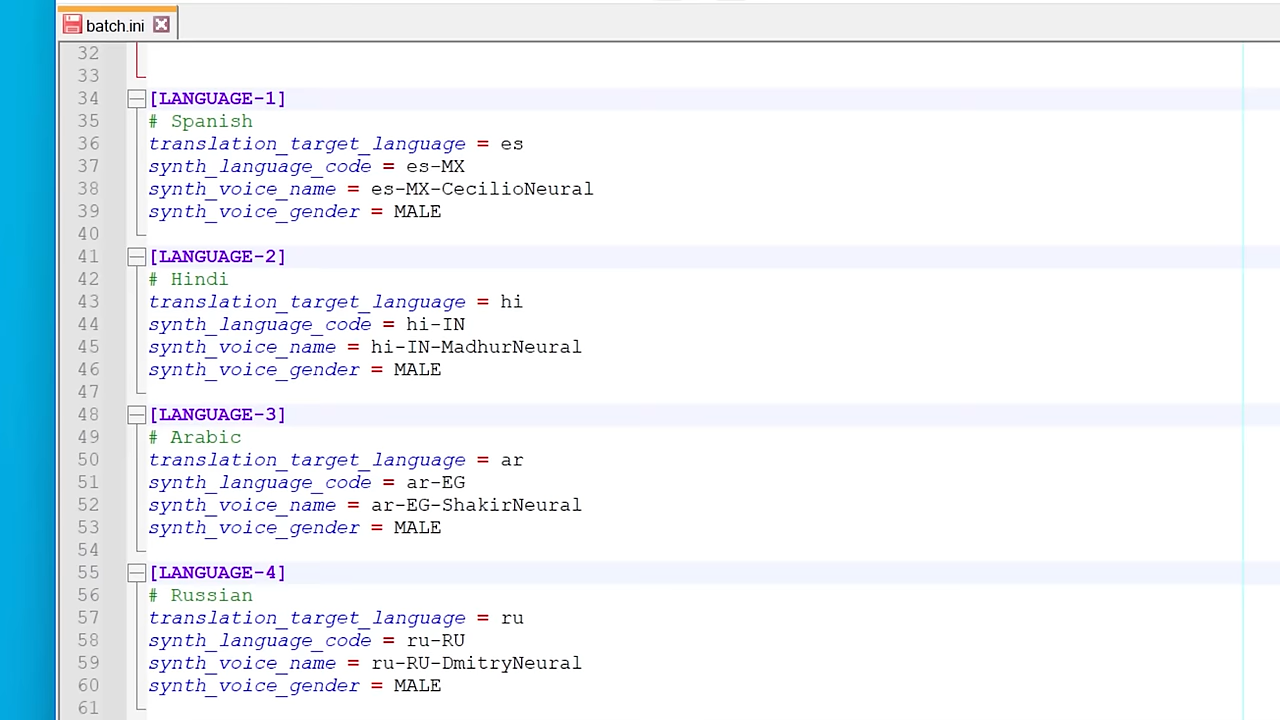 batch.ini
32
33
34 [LANGUAGE-1]
35 # Spanish
36 translation_target_language = es
37 synth_language_code = es-MX
38 synth_voice_name = es-MX-CecilioNeural
39 synth_voice_gender = MALE
40
41 [LANGUAGE-2]
42 # Hindi
43 translation_target_language = hi
44 synth_language_code = hi-IN
45 synth_voice_name = hi-IN-MadhurNeural
46 synth_voice_gender = MALE
47
48 [LANGUAGE-3]
49 # Arabic
50 translation_target_language = ar
51 synth_language_code = ar-EG
52 synth_voice_name = ar-EG-ShakirNeural
53 synth_voice_gender = MALE
54
55 [LANGUAGE-4]
56 # Russian
57 translation_target_language = ru
58 synth_language_code = ru-RU
59 synth_voice_name = ru-RU-DmitryNeural
60 synth_voice_gender = MALE
61